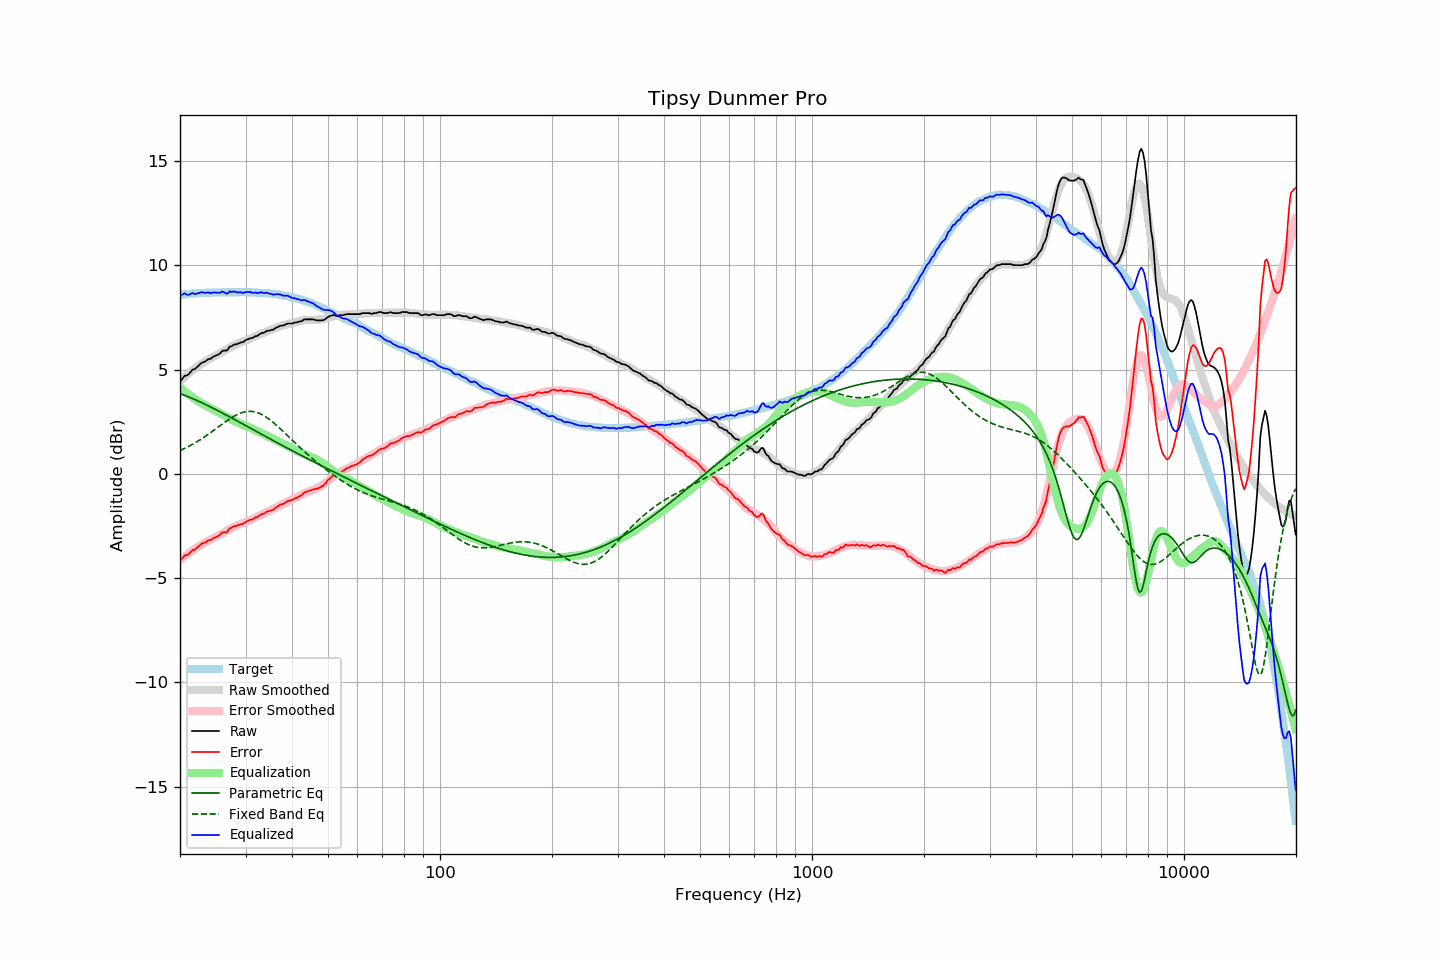 Tipsy Dunmer Pro
Amplitude (dBr)
15
10
5
0
−5
−10
−15
Target
Raw Smoothed
Error Smoothed
Raw
Error
Equalization
Parametric Eq
Fixed Band Eq
Equalized
100
1000
10000
Frequency (Hz)